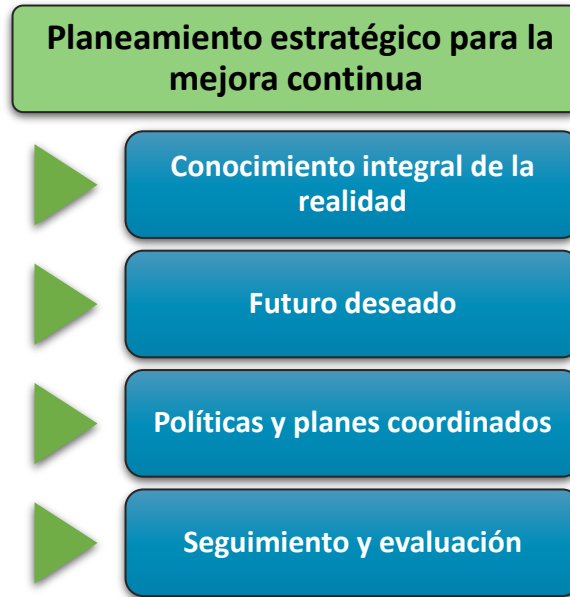 Planeamiento estratégico para la
mejora continua
Conocimiento integral de la
realidad
Futuro deseado
Políticas y planes coordinados
Seguimiento y evaluación